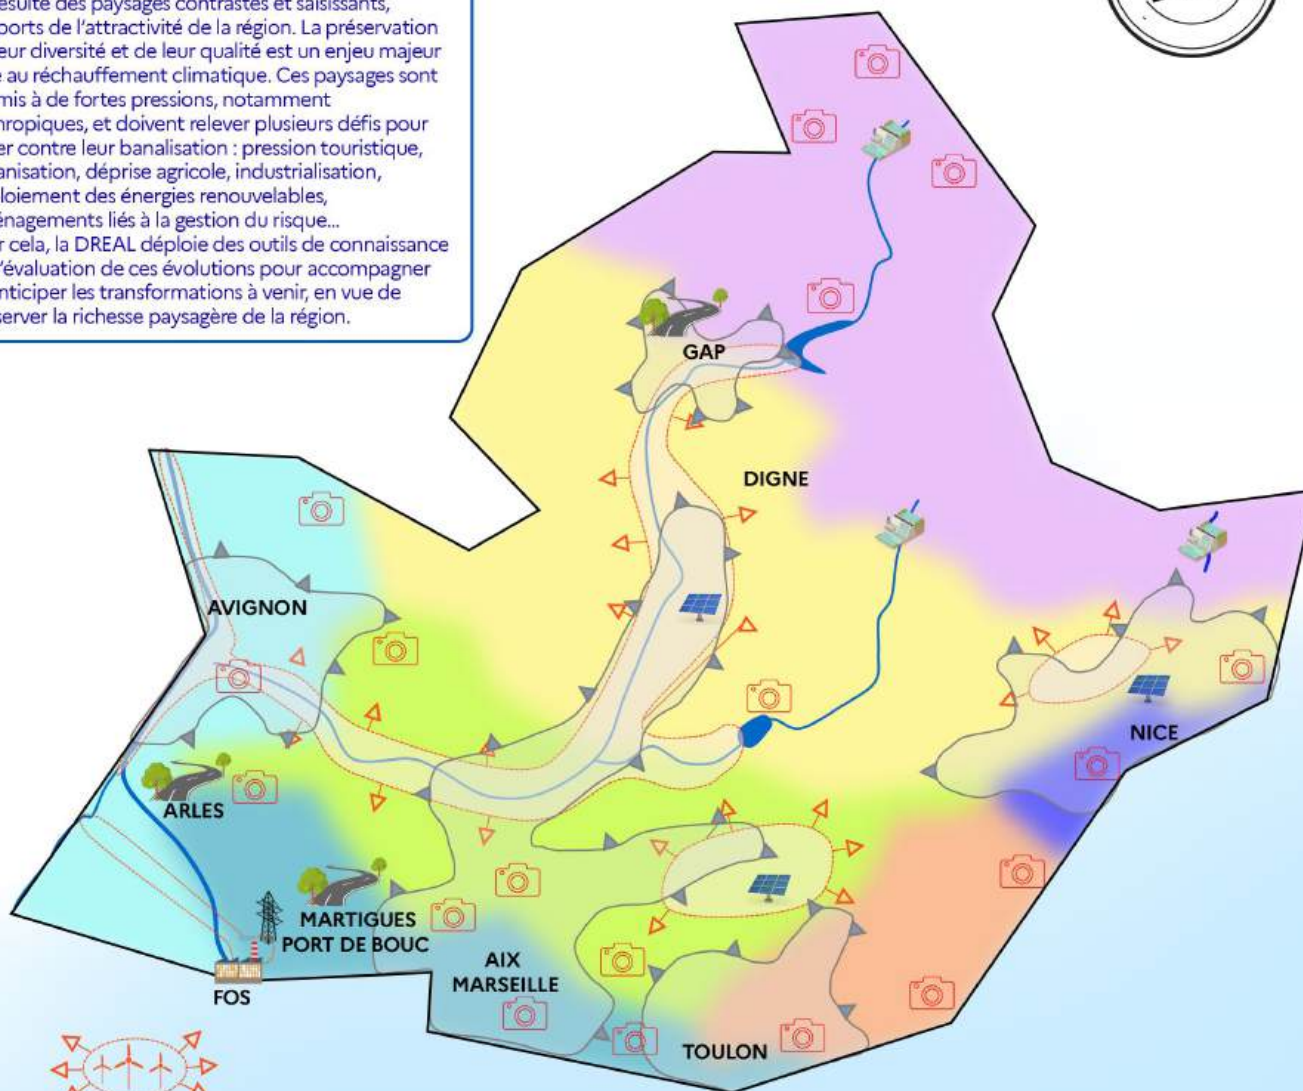 résulte des paysages contrastés et saisissants,
ports de l'attractivité de la région. La préservation
eur diversité et de leur qualité est un enjeu majeur
au réchauffement climatique. Ces paysages sont
mis à de fortes pressions, notamment
hropiques, et doivent relever plusieurs défis pour
er contre leur banalisation : pression touristique,
anisation, déprise agricole, industrialisation,
loiement des énergies renouvelables,
énagements liés à la gestion du risque...
r cela, la DREAL déploie des outils de connaissance
'évaluation de ces évolutions pour accompagner
nticiper les transformations à venir, en vue de
server la richesse paysagère de la région.
GAP
DIGNE
AVIGNON
NICE
ARLES
MARTIGUES
PORT DE BOUC
AIX
MARSEILLE
FOS
TOULON